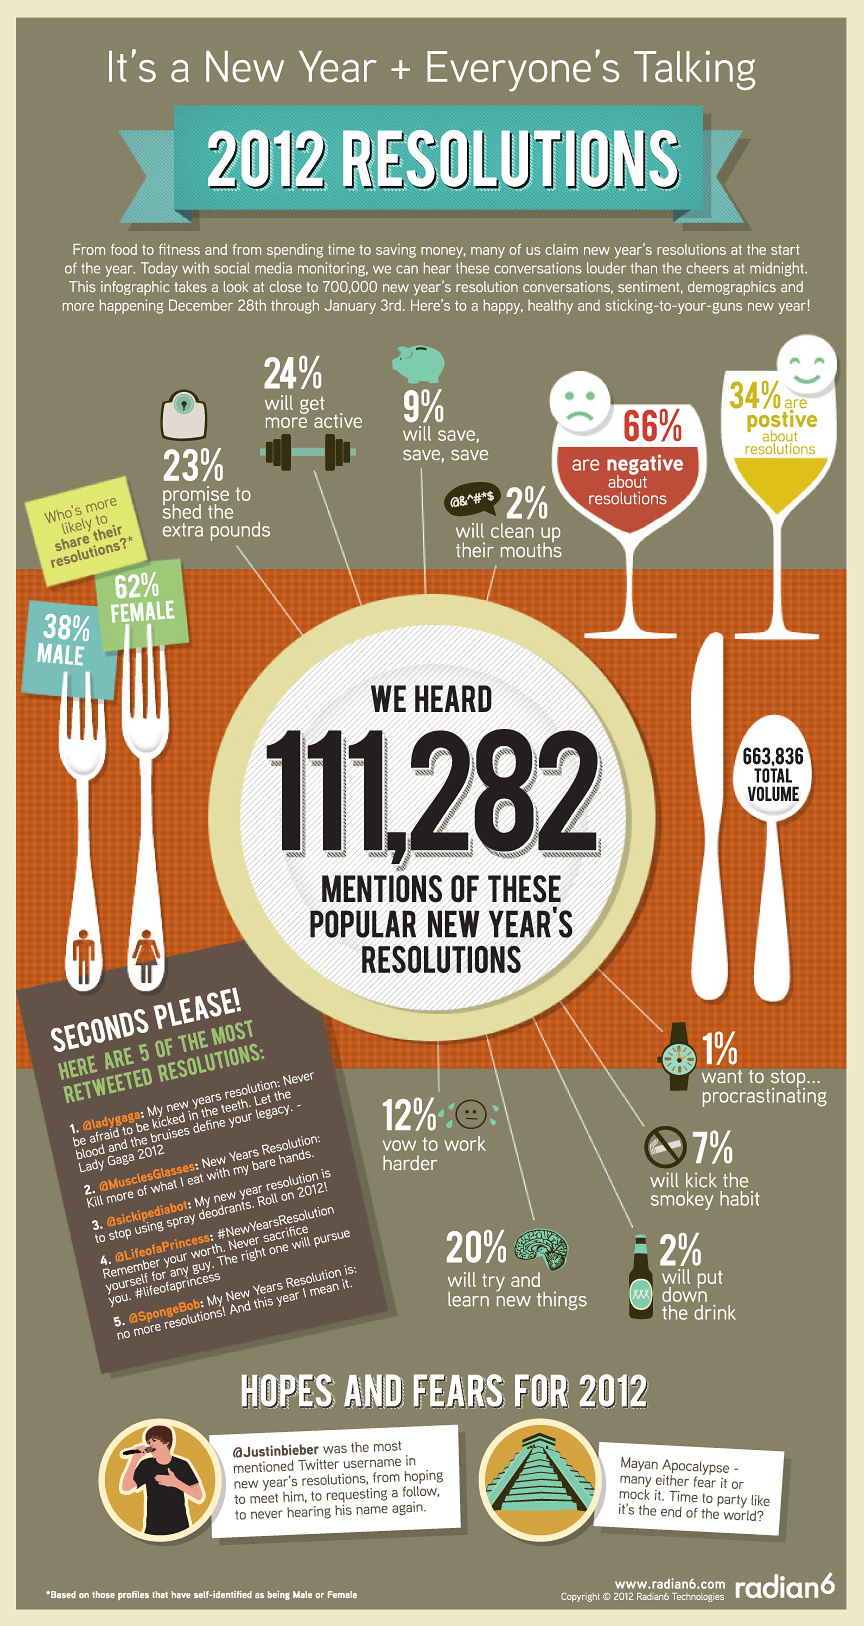 It's a New Year + Everyone's Talking
2012 RESOLUTIONS
From food to fitness and from spending time to saving money, many of us claim new year's resolutions at the start
of the year. Today with social media monitoring, we can hear these conversations louder than the cheers at midnight.
This infographic takes a look at close to 700,000 new year's resolution conversations, sentiment, demographics and
more happening December 28th through January 3rd. Here's to a happy, healthy and sticking-to-your-guns new year!
24%
will get
more active
9%
will save,
save, save
23%
promise to
shed the
extra pounds
@&^#*$
2%
will clean up
their mouths
66%
are negative
about
resolutions
34% are
postive
about
resolutions
Who's more
likely to
share their
resolutions?*
62%
FEMALE
38%
MALE
WE HEARD
111,282
MENTIONS OF THESE
POPULAR NEW YEAR'S
RESOLUTIONS
663,836
TOTAL
VOLUME
SECONDS PLEASE!
HERE ARE 5 OF THE MOST
RETWEETED RESOLUTIONS:
1. @ladygaga: My new years resolution: Never
be afraid to be kicked in the teeth. Let the
blood and the bruises define your legacy. -
Lady Gaga 2012
2. @MusclesGlasses: New Years Resolution:
Kill more of what I eat with my bare hands.
3. @sickipediabot: My new year resolution is
to stop using spray deodrants. Roll on 2012!
4. @LifeofaPrincess: #NewYearsResolution
Remember your worth. Never sacrifice
yourself for any guy. The right one will pursue
you. #lifeofaprincess
5. @SpongeBob: My New Years Resolution is:
no more resolutions! And this year I mean it.
1%
want to stop...
procrastinating
12%
vow to work
harder
7%
will kick the
smokey habit
20%
will try and
learn new things
XXX
2%
will put
down
the drink
HOPES AND FEARS FOR 2012
@Justinbieber was the most
mentioned Twitter username in
new year's resolutions, from hoping
to meet him, to requesting a follow,
to never hearing his name again.
Mayan Apocalypse -
many either fear it or
mock it. Time to party like
it's the end of the world?
*Based on those profiles that have self-identified as being Male or Female
www.radian6.com
Copyright © 2012 Radian6 Technologies
radian6